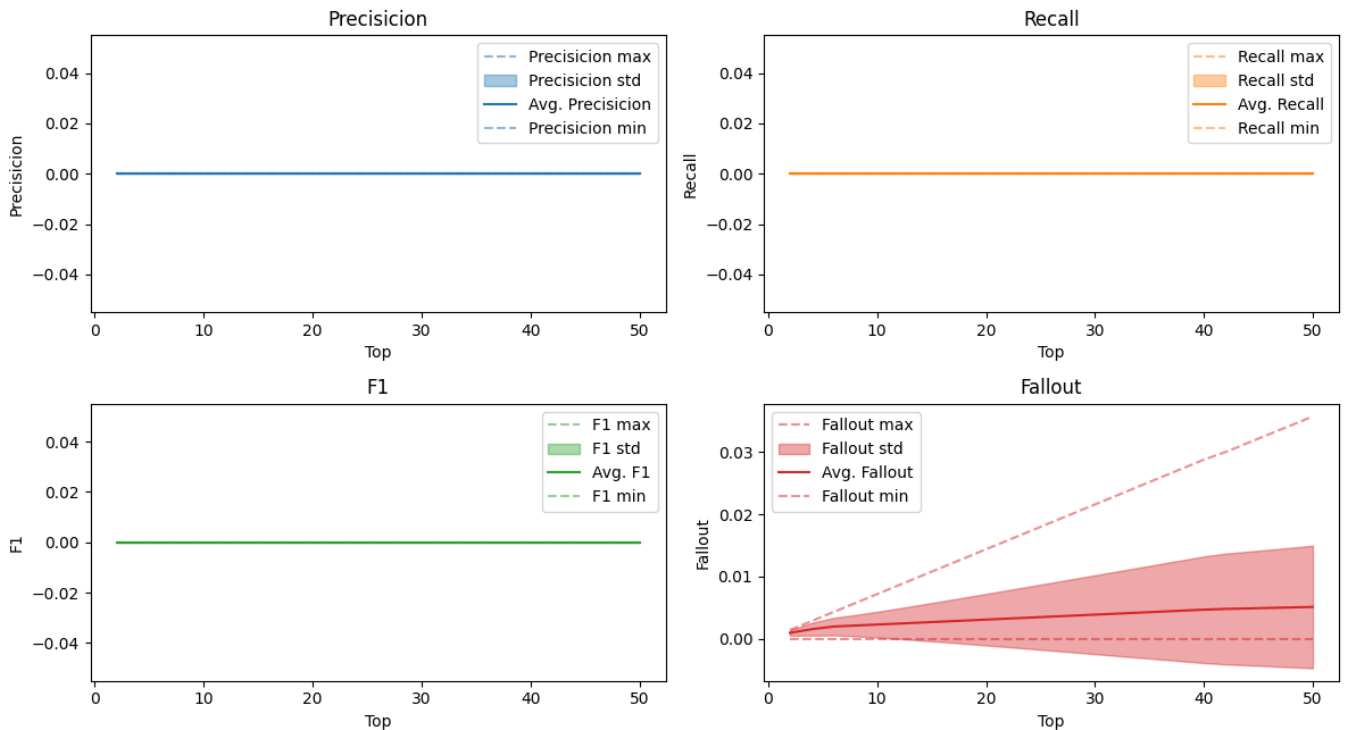 Precisicion
Precisicion
0.04
0.02
0.00
−0.02
−0.04
Precisicion max
Precisicion std
Avg. Precisicion
Precisicion min
0
10
20
30
40
50
Top
Recall
Recall
0.04
0.02
0.00
−0.02
−0.04
Recall max
Recall std
Avg. Recall
Recall min
0
10
20
30
40
50
Top
F1
F1
0.04
0.02
0.00
−0.02
−0.04
F1 max
F1 std
Avg. F1
F1 min
0
10
20
30
40
50
Top
Fallout
Fallout
0.03
0.02
0.01
0.00
Fallout max
Fallout std
Avg. Fallout
Fallout min
0
10
20
30
40
50
Top